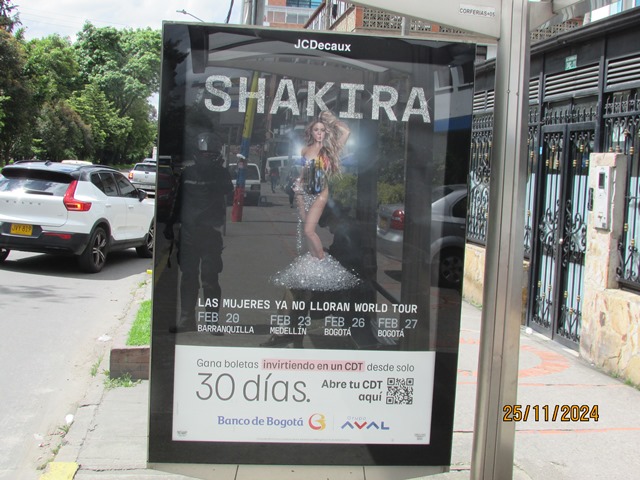 CORFERIAS
JCDecaux
SHAKIRA
LAS MUJERES YA NO LLORAN WORLD TOUR
FEB 20 FEB 23 FEB 26 FEB 27
BARRANQUILLA MEDELLÍN BOGOTÁ BOGOTÁ
Gana boletas invirtiendo en un CDT desde solo
30 días.
Abre tu CDT
aquí
Banco de Bogotá
GRUPO
AVAL
25/11/2024